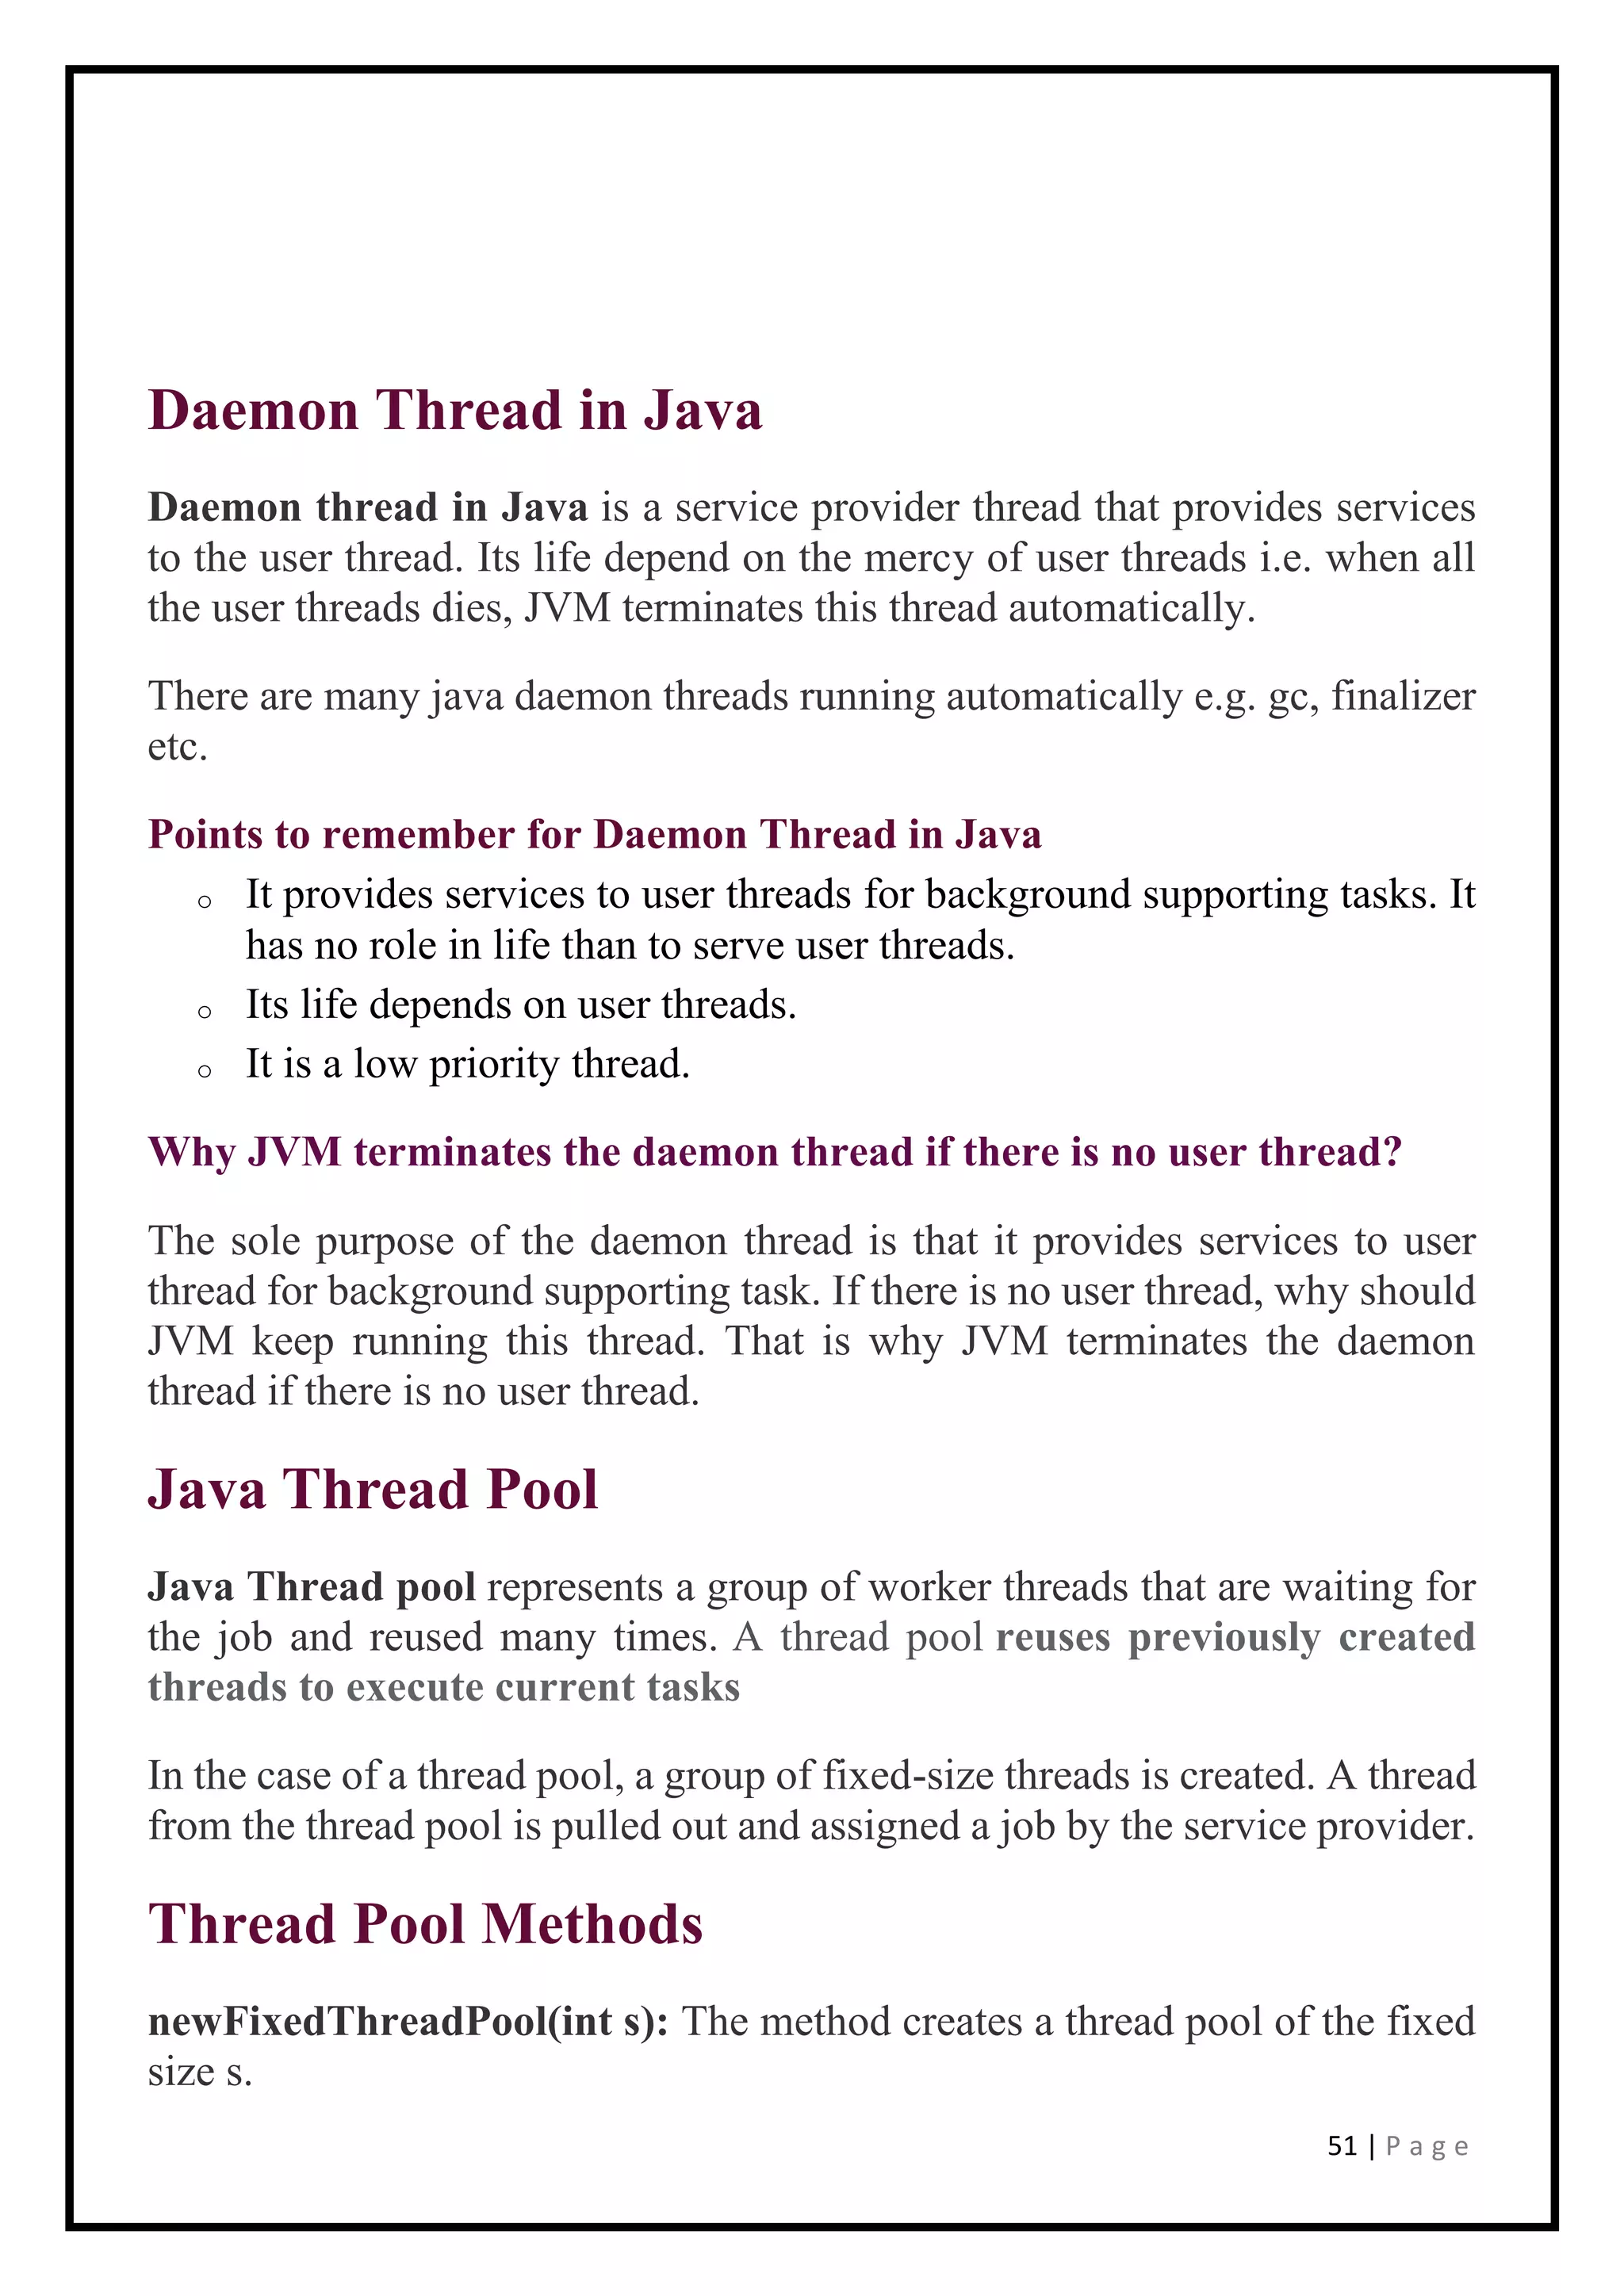 Daemon Thread in Java
Daemon thread in Java is a service provider thread that provides services
to the user thread. Its life depend on the mercy of user threads i.e. when all
the user threads dies, JVM terminates this thread automatically.
There are many java daemon threads running automatically e.g. gc, finalizer
etc.
Points to remember for Daemon Thread in Java
o It provides services to user threads for background supporting tasks. It
has no role in life than to serve user threads.
o Its life depends on user threads.
o It is a low priority thread.
Why JVM terminates the daemon thread if there is no user thread?
The sole purpose of the daemon thread is that it provides services to user
thread for background supporting task. If there is no user thread, why should
JVM keep running this thread. That is why JVM terminates the daemon
thread if there is no user thread.
Java Thread Pool
Java Thread pool represents a group of worker threads that are waiting for
the job and reused many times. A thread pool reuses previously created
threads to execute current tasks
In the case of a thread pool, a group of fixed-size threads is created. A thread
from the thread pool is pulled out and assigned a job by the service provider.
Thread Pool Methods
newFixedThreadPool(int s): The method creates a thread pool of the fixed
size s.
51 | P a g e